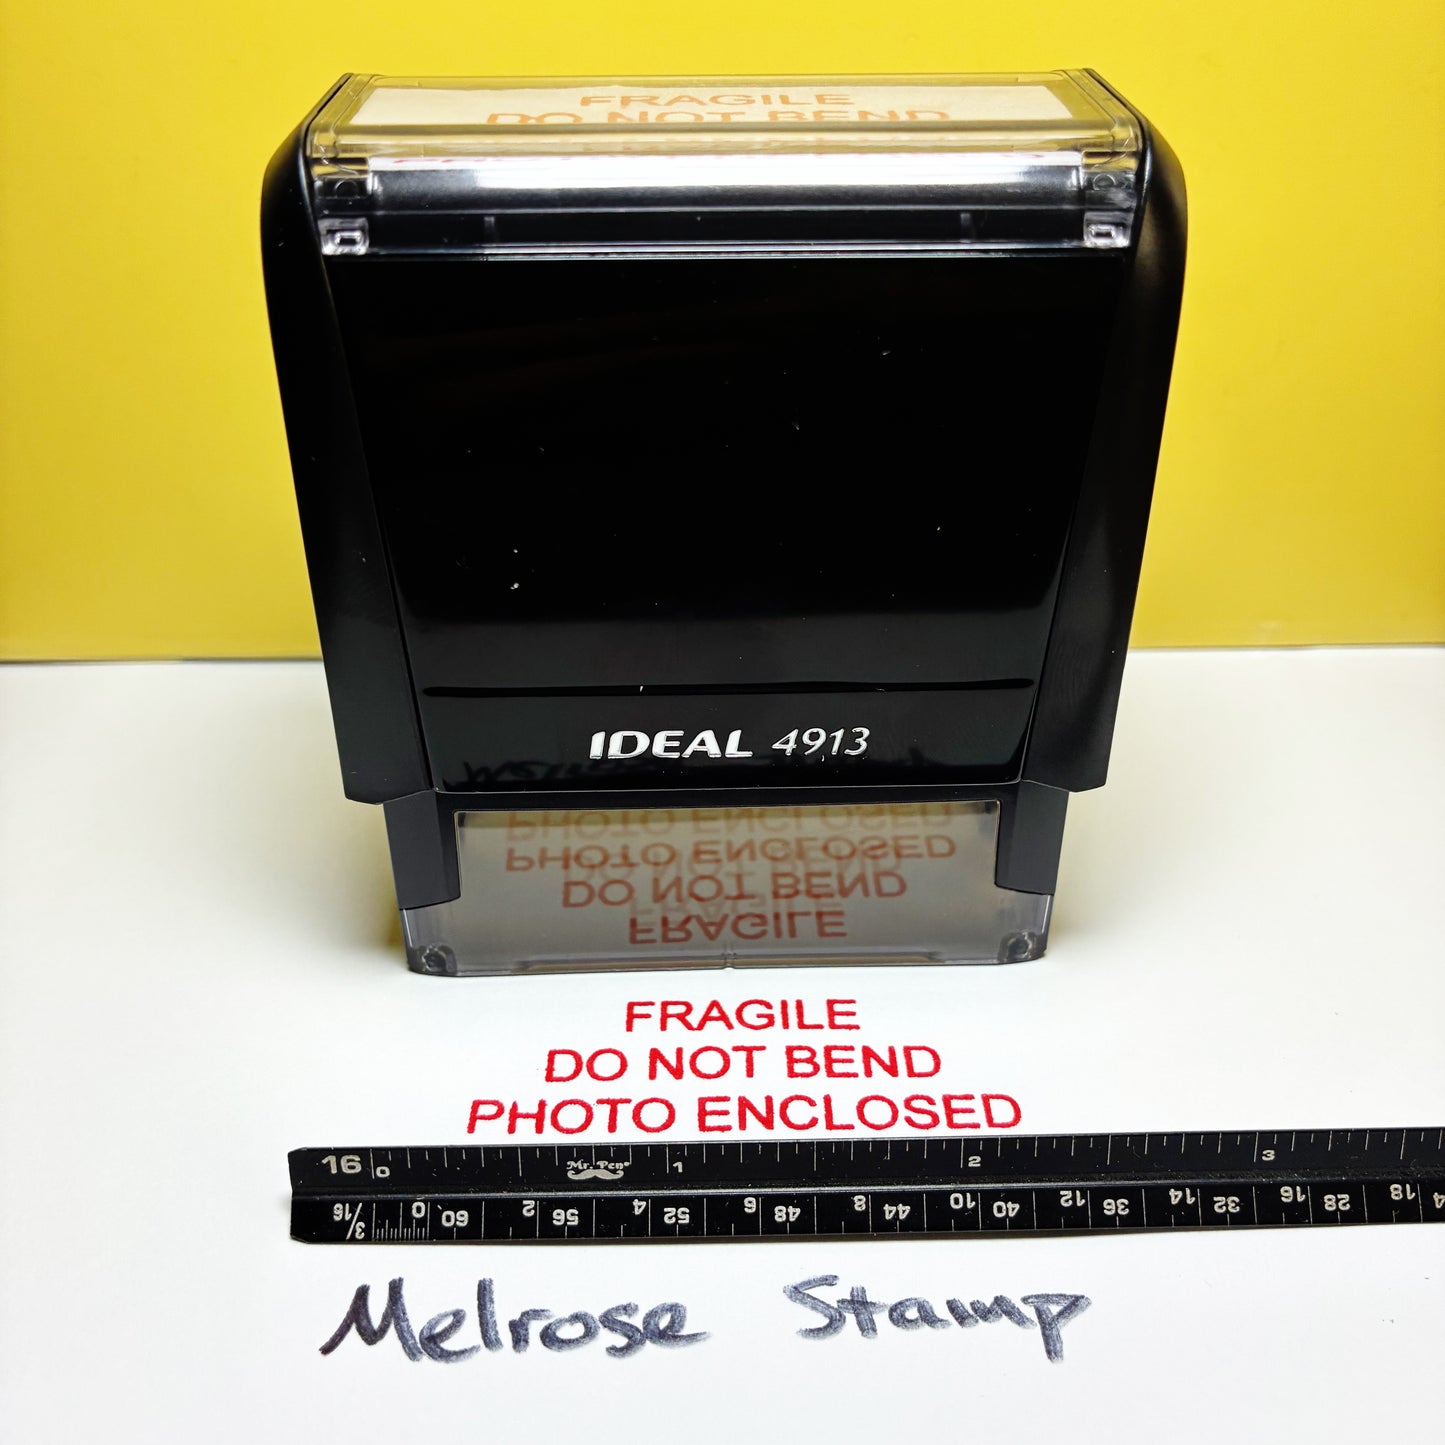 FRAGILE
DO NOT BEND
IDEAL 4913
PHOTO ENCLOSED
DO NOT BEND
FRAGILE
FRAGILE
DO NOT BEND
PHOTO ENCLOSED
16 0 Mr. Pen 1 2 3
3/16 0 60 2 56 4 52 6 48 8 44 10 40 12 36 14 32 16 28 18
Melrose Stamp